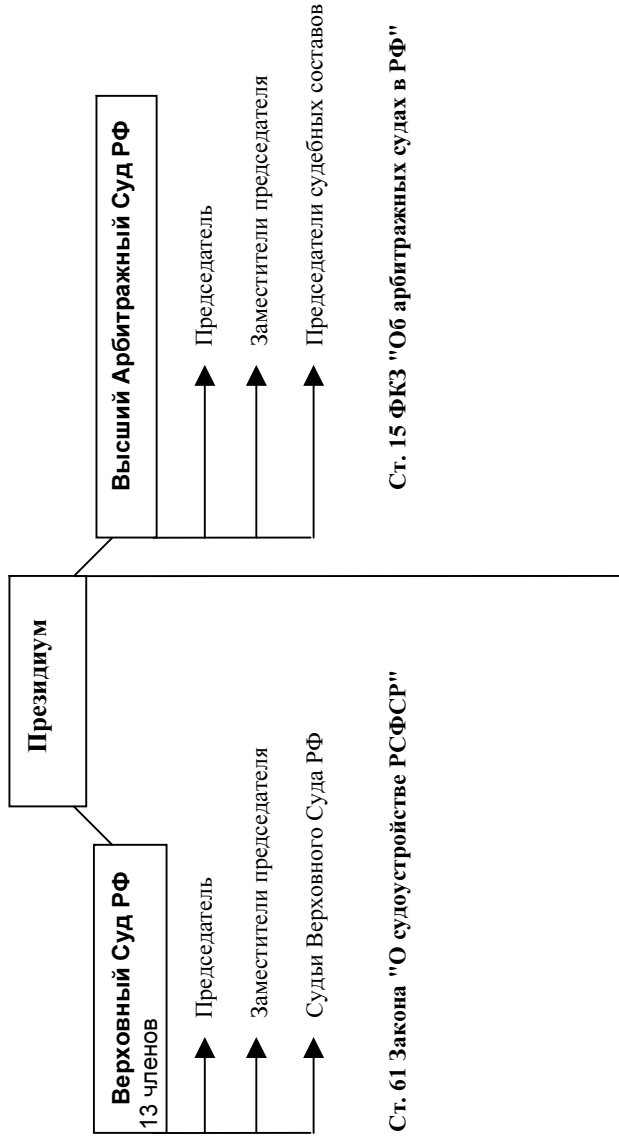 Президиум
Верховный Суд РФ
13 членов
Председатель
Заместители председателя
Судьи Верховного Суда РФ
Ст. 61 Закона "О судоустройстве РСФСР"
Высший Арбитражный Суд РФ
Председатель
Заместители председателя
Председатели судебных составов
Ст. 15 ФКЗ "Об арбитражных судах в РФ"